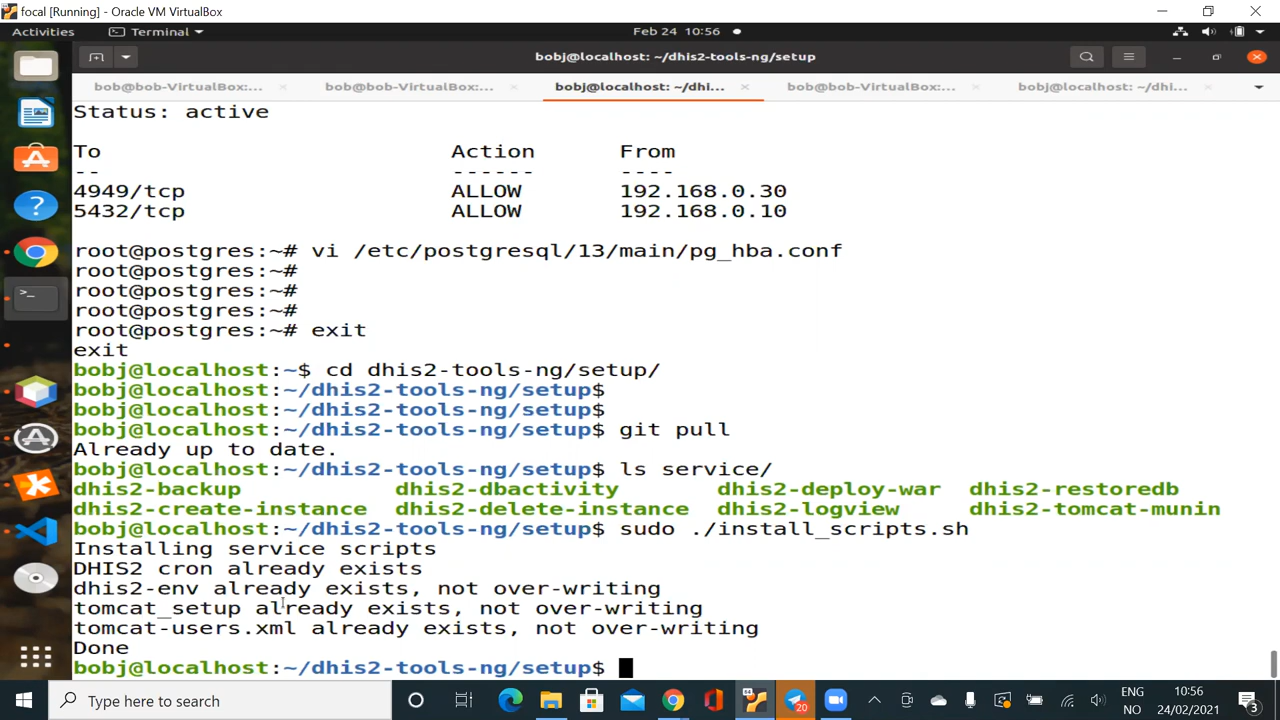 focal [Running] - Oracle VM VirtualBox
Activities Terminal Feb 24 10:56
bobj@localhost: ~/dhis2-tools-ng/setup
bob@bob-VirtualBox:... bob@bob-VirtualBox:... bobj@localhost: ~/dhi... bob@bob-VirtualBox:... bobj@localhost: ~/dhi...
Status: active
To Action From
-- ------ ----
4949/tcp ALLOW 192.168.0.30
5432/tcp ALLOW 192.168.0.10
root@postgres:~# vi /etc/postgresql/13/main/pg_hba.conf
root@postgres:~#
root@postgres:~#
root@postgres:~#
root@postgres:~# exit
exit
bobj@localhost:~$ cd dhis2-tools-ng/setup/
bobj@localhost:~/dhis2-tools-ng/setup$
bobj@localhost:~/dhis2-tools-ng/setup$
bobj@localhost:~/dhis2-tools-ng/setup$ git pull
Already up to date.
bobj@localhost:~/dhis2-tools-ng/setup$ ls service/
dhis2-backup dhis2-dbactivity dhis2-deploy-war dhis2-restoredb
dhis2-create-instance dhis2-delete-instance dhis2-logview dhis2-tomcat-munin
bobj@localhost:~/dhis2-tools-ng/setup$ sudo ./install_scripts.sh
Installing service scripts
DHIS2 cron already exists
dhis2-env already exists, not over-writing
tomcat_setup already exists, not over-writing
tomcat-users.xml already exists, not over-writing
Done
bobj@localhost:~/dhis2-tools-ng/setup$
Type here to search
20
ENG
NO
10:56
24/02/2021
3